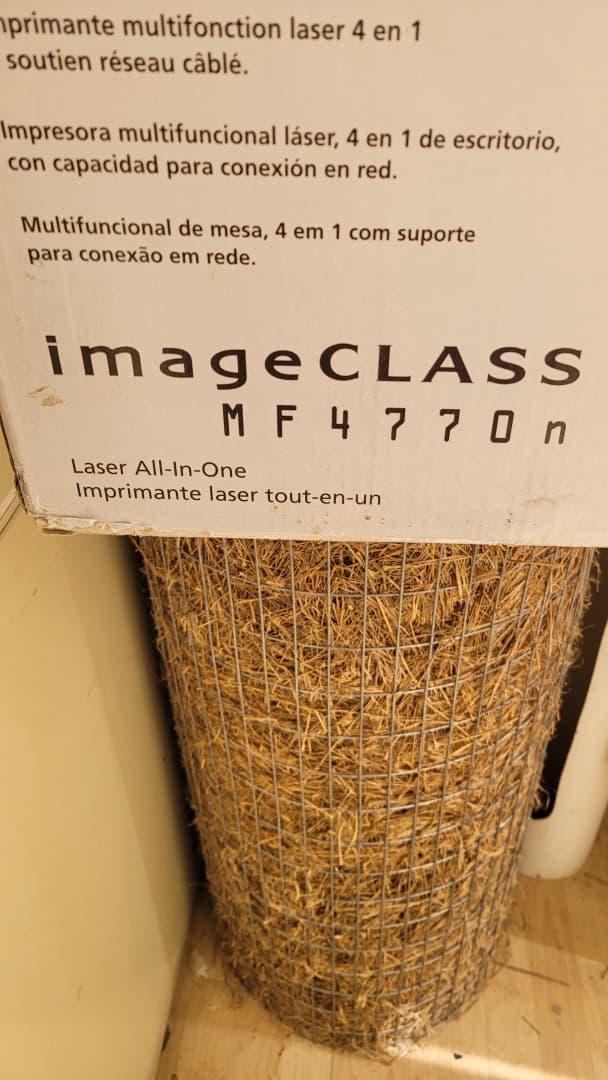 mprimante multifonction laser 4 en 1
soutien réseau câblé.
Impresora multifuncional láser, 4 en 1 de escritorio,
con capacidad para conexión en red.
Multifuncional de mesa, 4 em 1 com suporte
para conexão em rede.
imageCLASS
MF4770n
Laser All-In-One
Imprimante laser tout-en-un